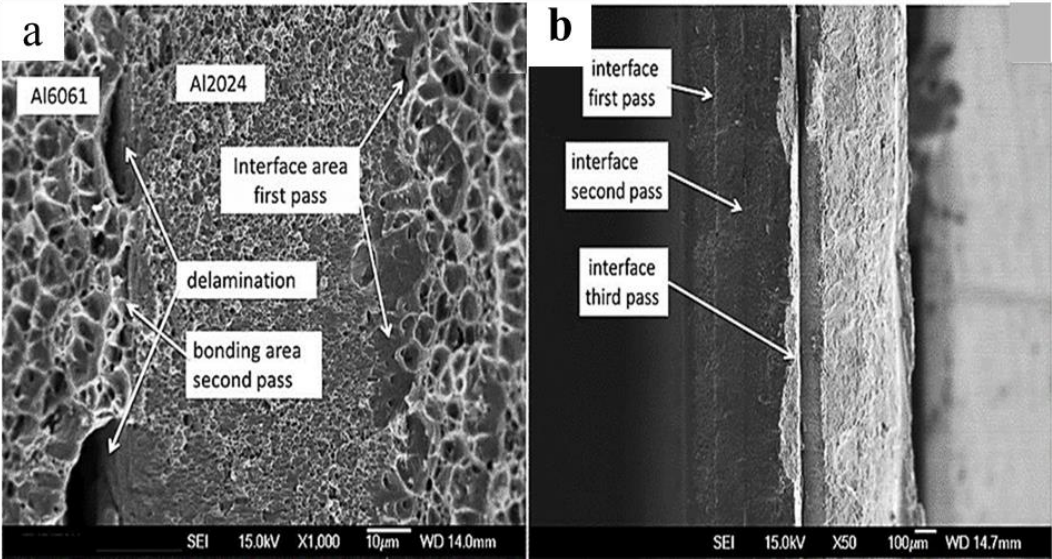 a
Al6061
Al2024
Interface area
first pass
delamination
bonding area
second pass
SEI 15.0kV X1,000 10μm WD 14.0mm
b
interface
first pass
interface
second pass
interface
third pass
SEI 15.0kV X50 100μm WD 14.7mm